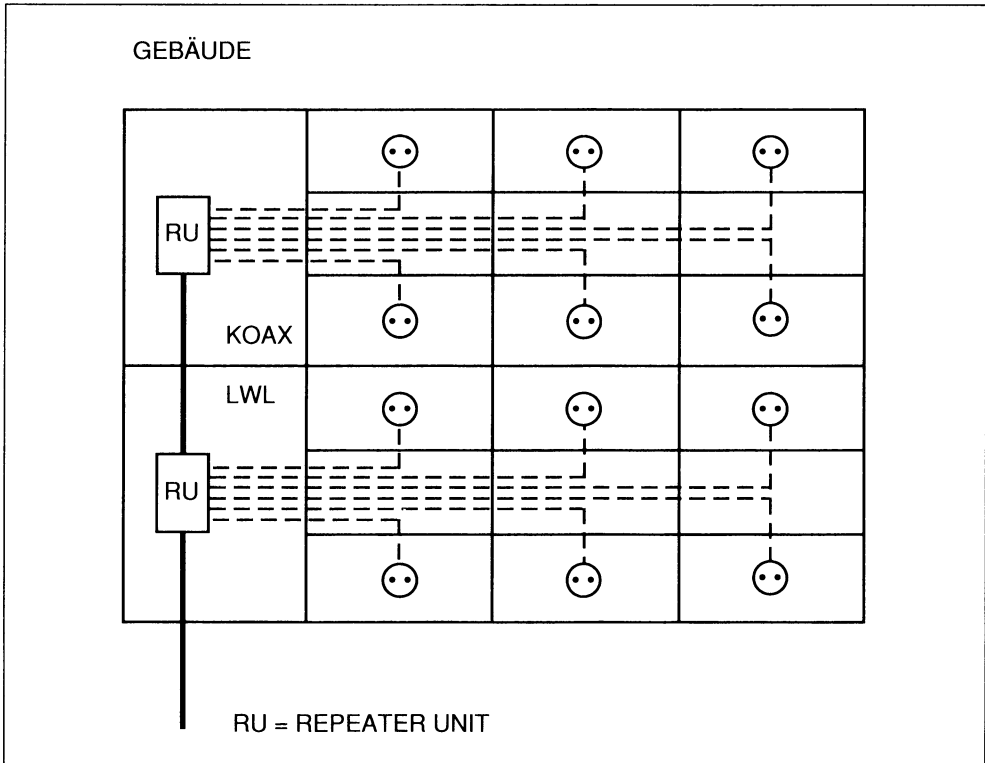 GEBÄUDE
RU
KOAX
LWL
RU
RU = REPEATER UNIT